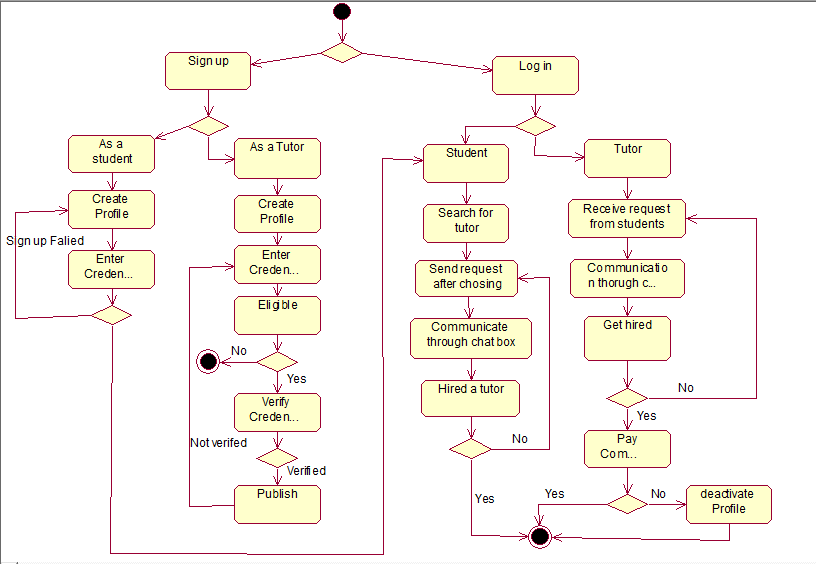 Sign up
Log in
As a
student
As a Tutor
Student
Tutor
Create
Profile
Create
Profile
Search for
tutor
Receive request
from students
Sign up Falied
Enter
Creden...
Enter
Creden...
Send request
after chosing
Communicatio
n thorugh c...
Eligible
Communicate
through chat box
Get hired
No
Yes
Hired a tutor
No
Verify
Creden...
Yes
Not verifed
No
Pay
Com...
Verified
Publish
Yes
Yes
No
deactivate
Profile